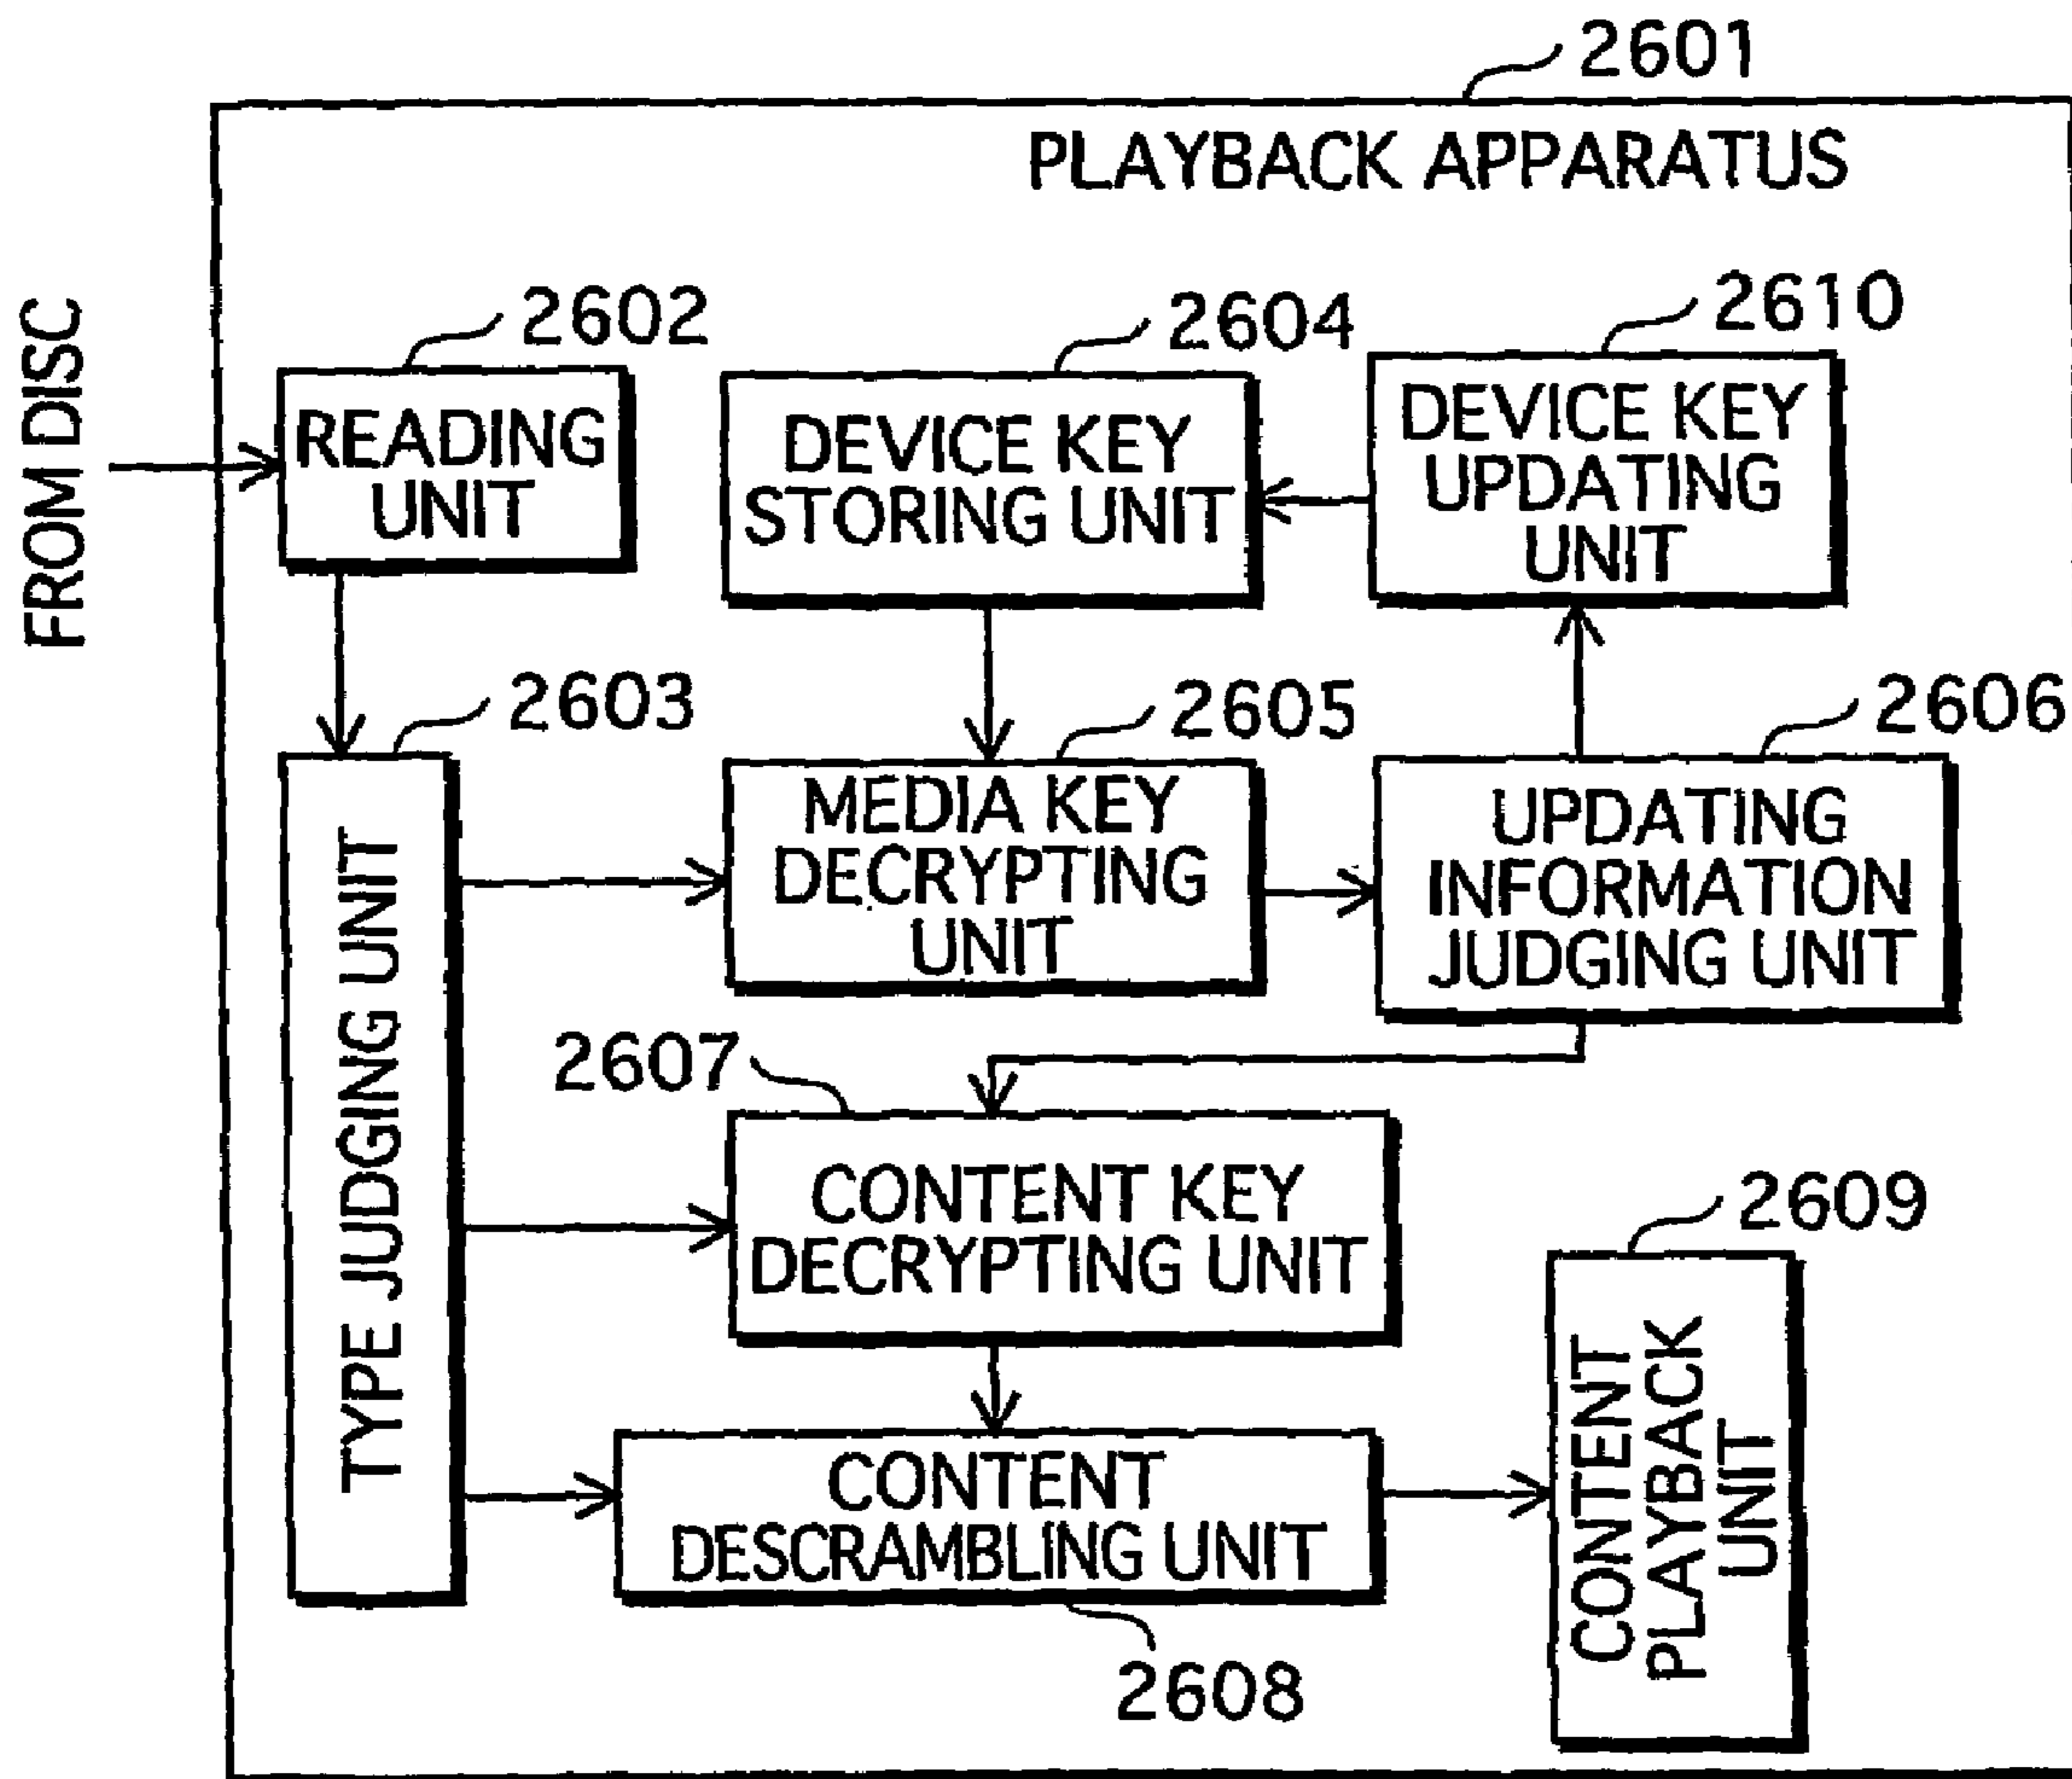 2601
PLAYBACK APPARATUS
FROM DISC
2602
READING
UNIT
2604
DEVICE KEY
STORING UNIT
2610
DEVICE KEY
UPDATING
UNIT
2603
TYPE JUDGING UNIT
2605
MEDIA KEY
DECRYPTING
UNIT
2606
UPDATING
INFORMATION
JUDGING UNIT
2607
CONTENT KEY
DECRYPTING UNIT
2609
CONTENT
PLAYBACK
UNIT
CONTENT
DESCRAMBLING UNIT
2608